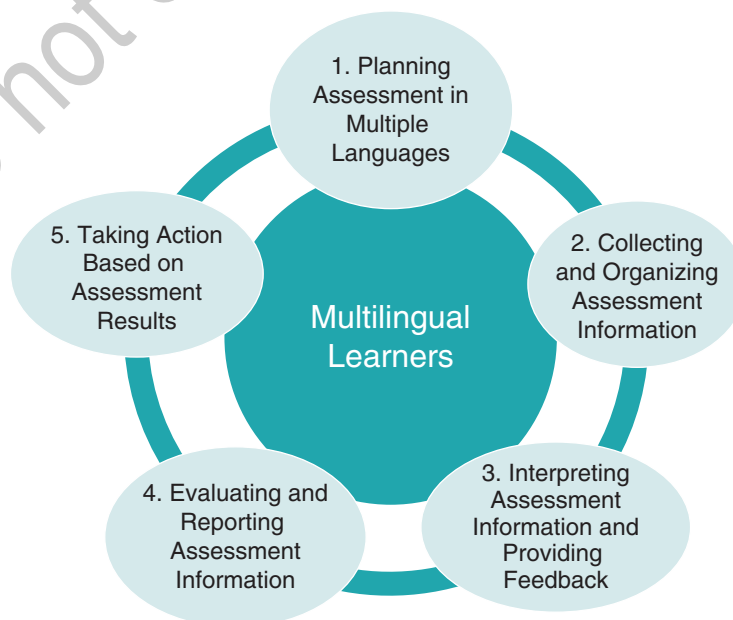 not
1. Planning
Assessment in
Multiple
Languages
2. Collecting
and Organizing
Assessment
Information
3. Interpreting
Assessment
Information and
Providing
Feedback
4. Evaluating and
Reporting
Assessment
Information
5. Taking Action
Based on
Assessment
Results
Multilingual
Learners